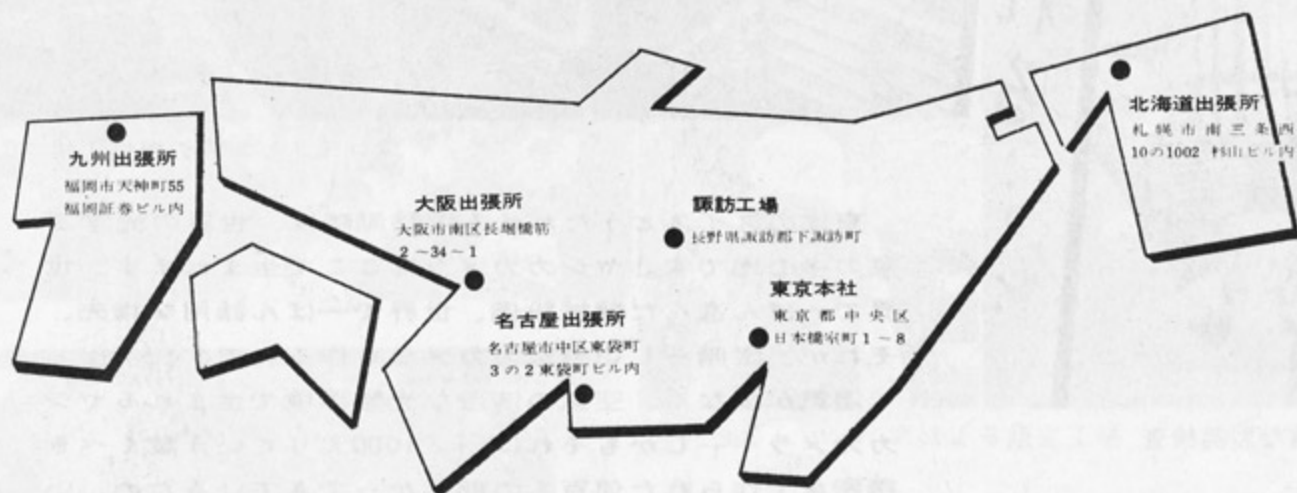 北海道出張所
札幌市南三条西
10の1002 杉山ビル内
九州出張所
福岡市天神町55
福岡証券ビル内
大阪出張所
大阪市南区長堀橋筋
2~34~1
諏訪工場
長野県諏訪郡下諏訪町
東京本社
東京都中央区
日本橋室町1~8
名古屋出張所
名古屋市中区東袋町
3の2東袋町ビル内